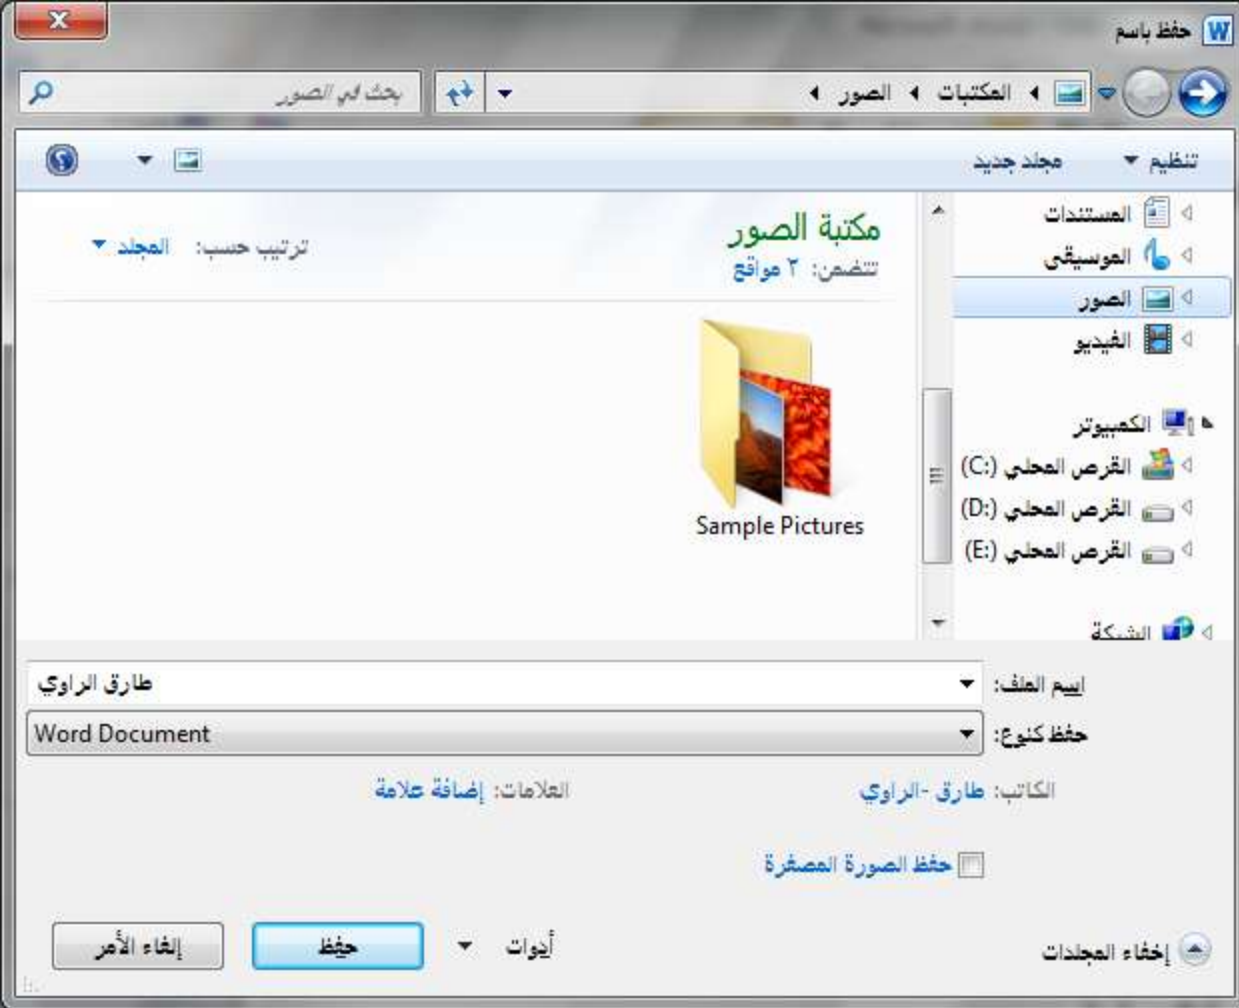 حفظ باسم
المكتبات
الصور
بحث في الصور
تنظيم
مجلد جديد
المستندات
الموسيقى
الصور
الفيديو
الكمبيوتر
القرص المحلي (C:)
القرص المحلي (D:)
القرص المحلي (E:)
الشبكة
مكتبة الصور
تتضمن: ٢ مواقع
ترتيب حسب: المجلد
Sample Pictures
اسم الملف: طارق الراوي
حفظ كنوع: Word Document
الكاتب: طارق -الراوي
العلامات: إضافة علامة
حفظ الصورة المصغرة
إخفاء المجلدات
أدوات
حفظ
إلغاء الأمر